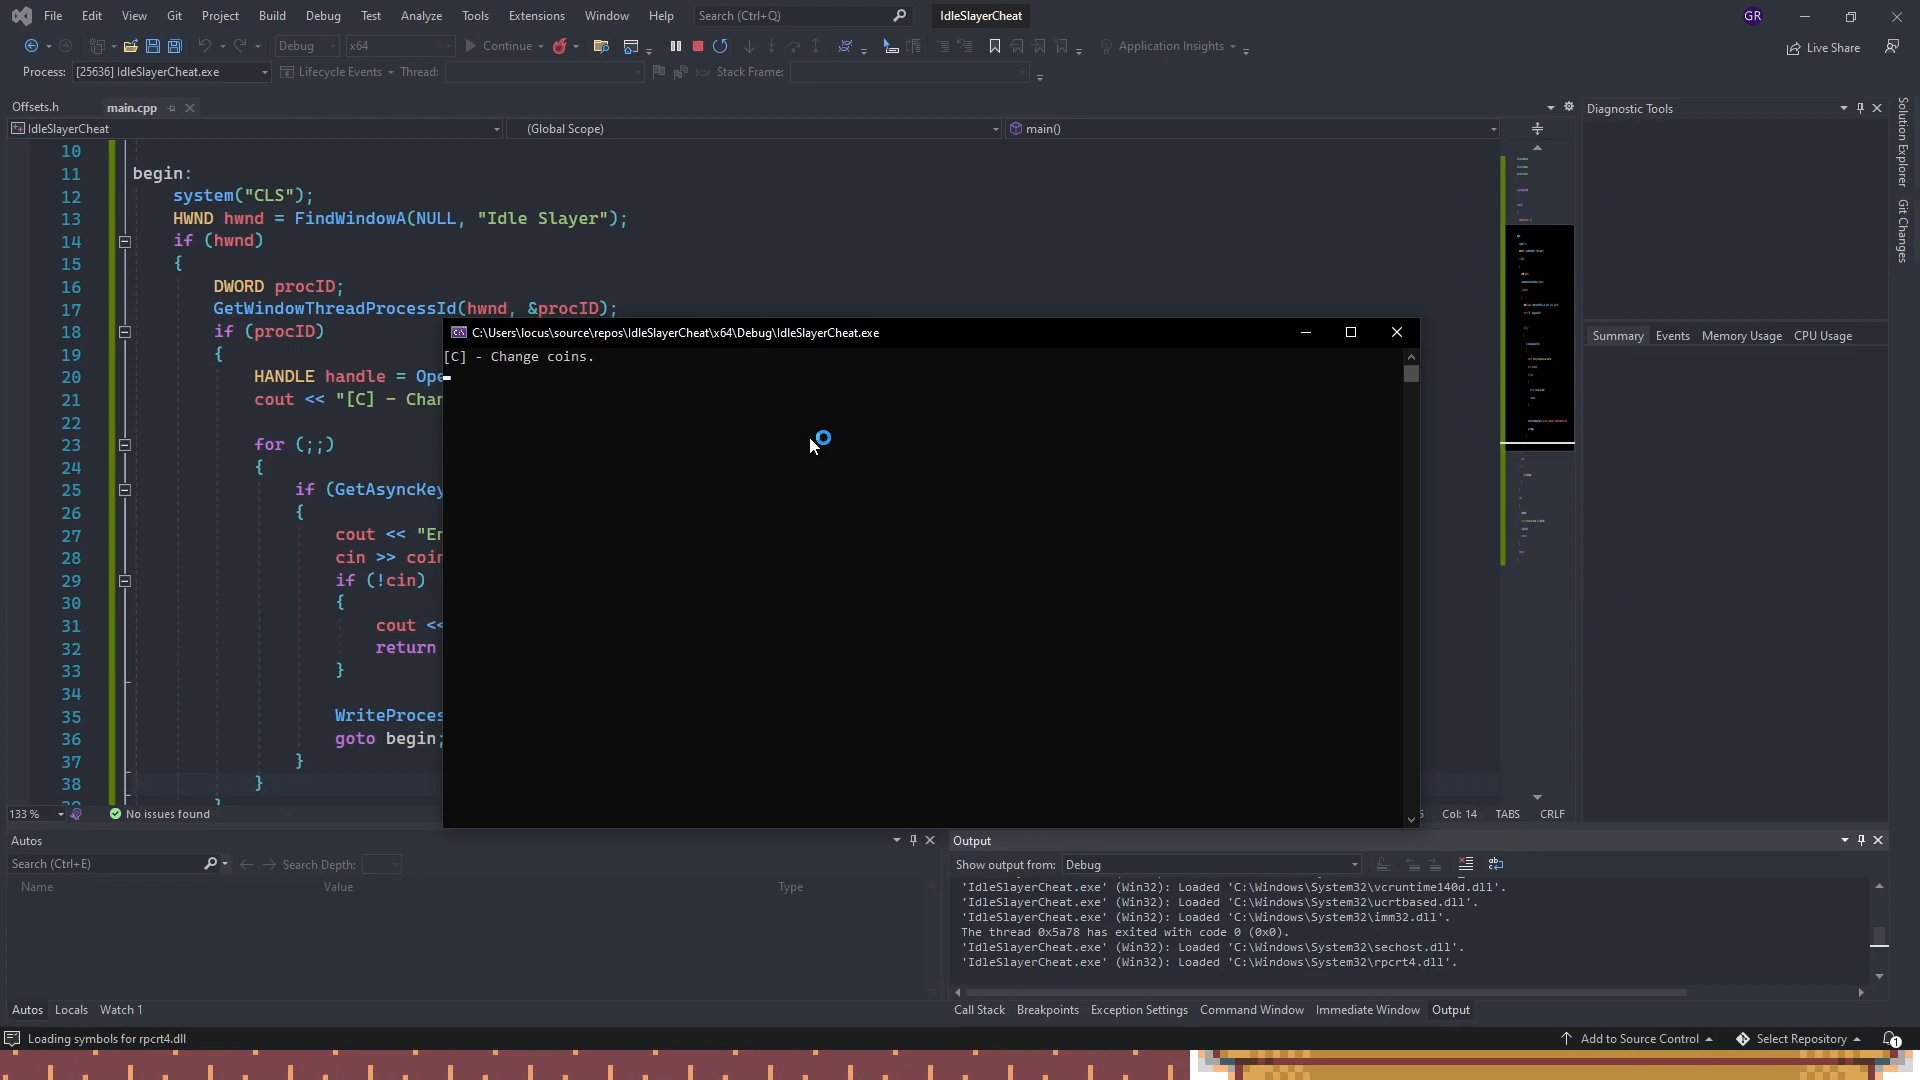 File Edit View Git Project Build Debug Test Analyze Tools Extensions Window Help Search (Ctrl+Q) IdleSlayerCheat GR
Debug x64 Continue Application Insights Live Share
Process: [25636] IdleSlayerCheat.exe Lifecycle Events Thread: Stack Frame:
Offsets.h main.cpp
IdleSlayerCheat (Global Scope) main()
Diagnostic Tools
Solution Explorer
Git Changes
10
11 begin:
12 system("CLS");
13 HWND hwnd = FindWindowA(NULL, "Idle Slayer");
14 if (hwnd)
15 {
16 DWORD procID;
17 GetWindowThreadProcessId(hwnd, &procID);
18 if (procID)
19 {
20 HANDLE handle = Ope
21 cout << "[C] - Chan
22
23 for (;;)
24 {
25 if (GetAsyncKey
26 {
27 cout << "En
28 cin >> coin
29 if (!cin)
30 {
31 cout <<
32 return
33 }
34
35 WriteProces
36 goto begin;
37 }
38 }
C:\Users\locus\source\repos\IdleSlayerCheat\x64\Debug\IdleSlayerCheat.exe
[C] - Change coins.
Summary Events Memory Usage CPU Usage
133 % No issues found Col: 14 TABS CRLF
Autos
Search (Ctrl+E) Search Depth:
Name Value Type
Autos Locals Watch 1
Output
Show output from: Debug
'IdleSlayerCheat.exe' (Win32): Loaded 'C:\Windows\System32\vcruntime140d.dll'.
'IdleSlayerCheat.exe' (Win32): Loaded 'C:\Windows\System32\ucrtbased.dll'.
'IdleSlayerCheat.exe' (Win32): Loaded 'C:\Windows\System32\imm32.dll'.
The thread 0x5a78 has exited with code 0 (0x0).
'IdleSlayerCheat.exe' (Win32): Loaded 'C:\Windows\System32\sechost.dll'.
'IdleSlayerCheat.exe' (Win32): Loaded 'C:\Windows\System32\rpcrt4.dll'.
Call Stack Breakpoints Exception Settings Command Window Immediate Window Output
Loading symbols for rpcrt4.dll Add to Source Control Select Repository 1